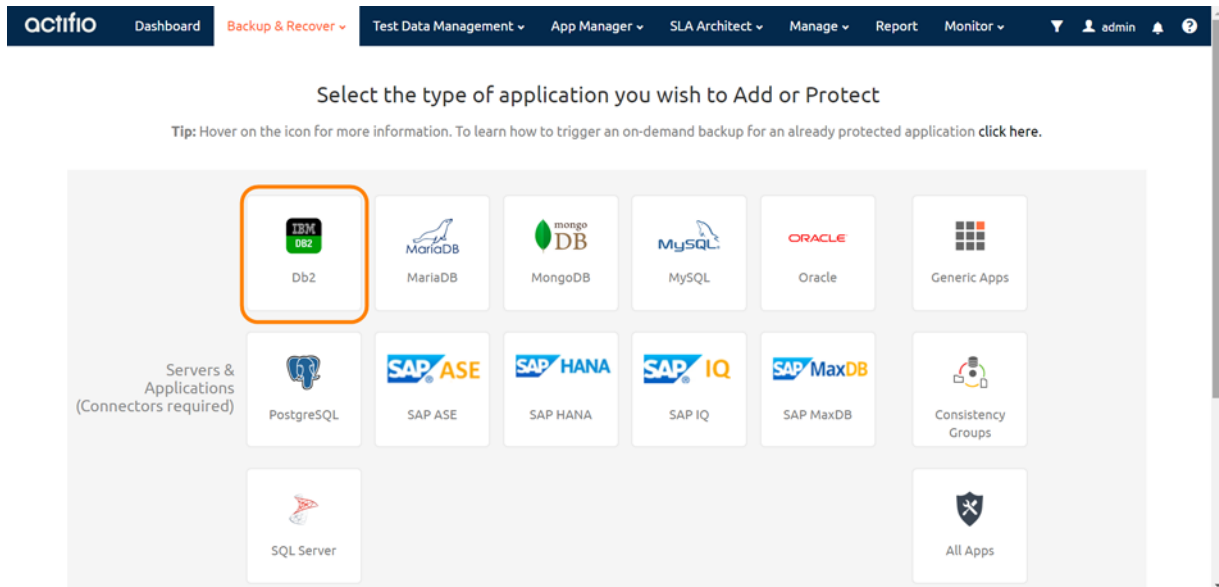 actifio Dashboard Backup & Recover Test Data Management App Manager SLA Architect Manage Report Monitor admin ?
Select the type of application you wish to Add or Protect
Tip: Hover on the icon for more information. To learn how to trigger an on-demand backup for an already protected application click here.
Servers &
Applications
(Connectors required)
IBM
DB2
Db2
MariaDB
MariaDB
mongo
DB
MongoDB
MySQL
MySQL
ORACLE
Oracle
Generic Apps
PostgreSQL
SAP ASE
SAP ASE
SAP HANA
SAP HANA
SAP IQ
SAP IQ
SAP MaxDB
SAP MaxDB
Consistency
Groups
SQL Server
All Apps